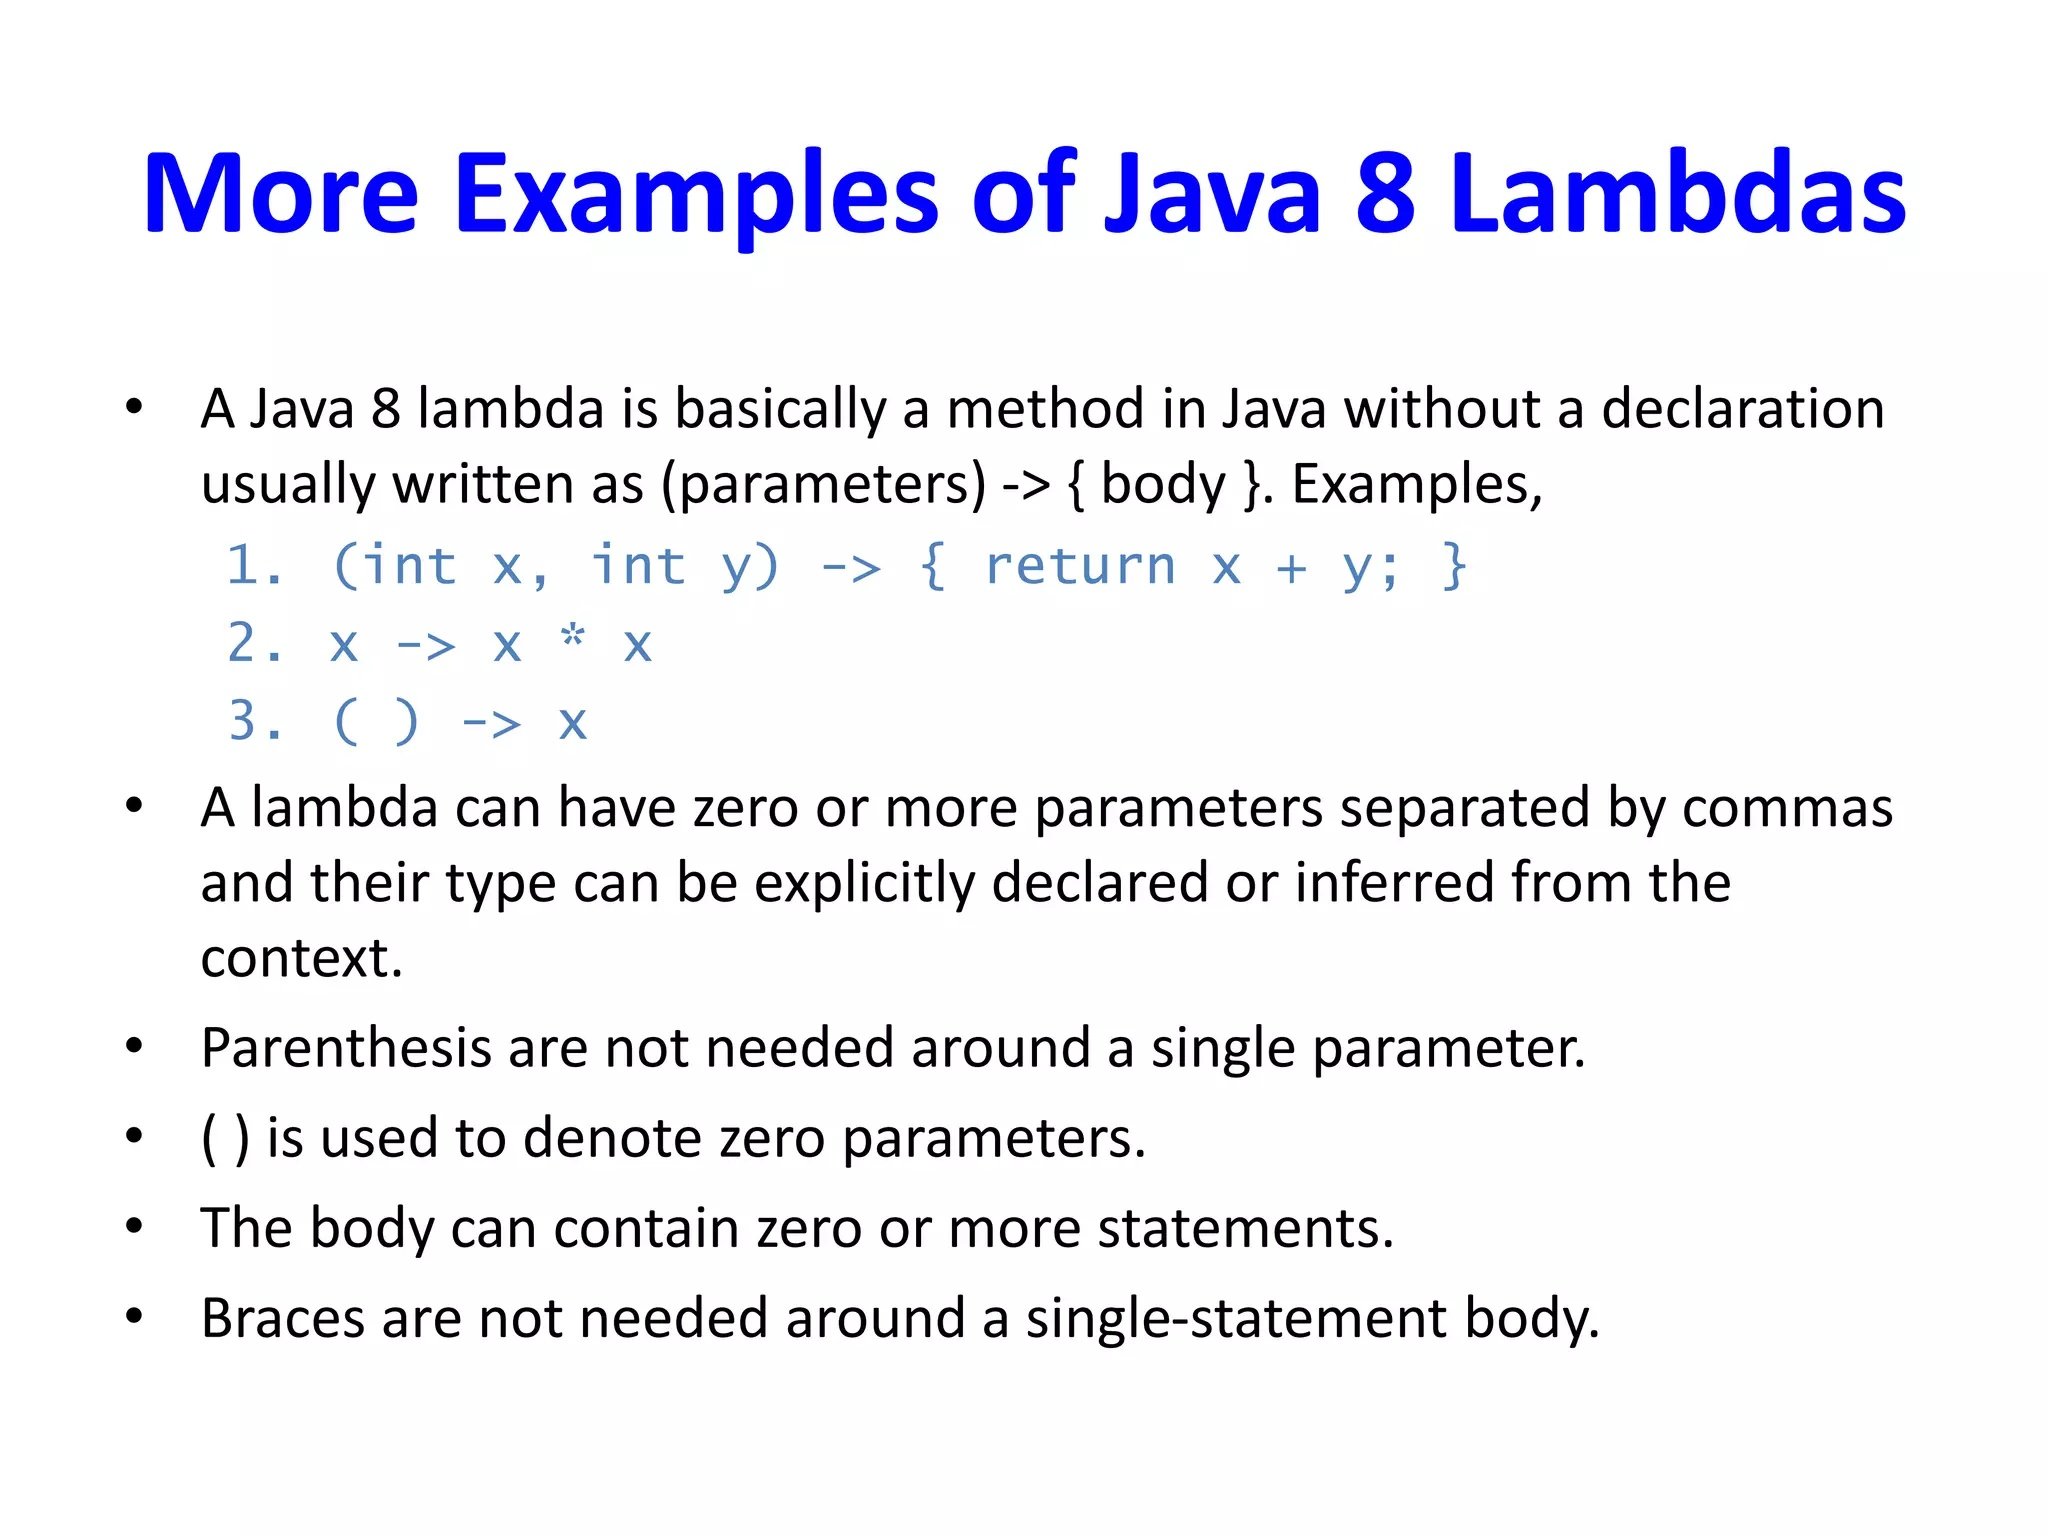 More Examples of Java 8 Lambdas
• A Java 8 lambda is basically a method in Java without a declaration
usually written as (parameters) -> { body }. Examples,
1. (int x, int y) -> { return x + y; }
2. x -> x * x
3. ( ) -> x
• A lambda can have zero or more parameters separated by commas
and their type can be explicitly declared or inferred from the
context.
• Parenthesis are not needed around a single parameter.
• ( ) is used to denote zero parameters.
• The body can contain zero or more statements.
• Braces are not needed around a single-statement body.